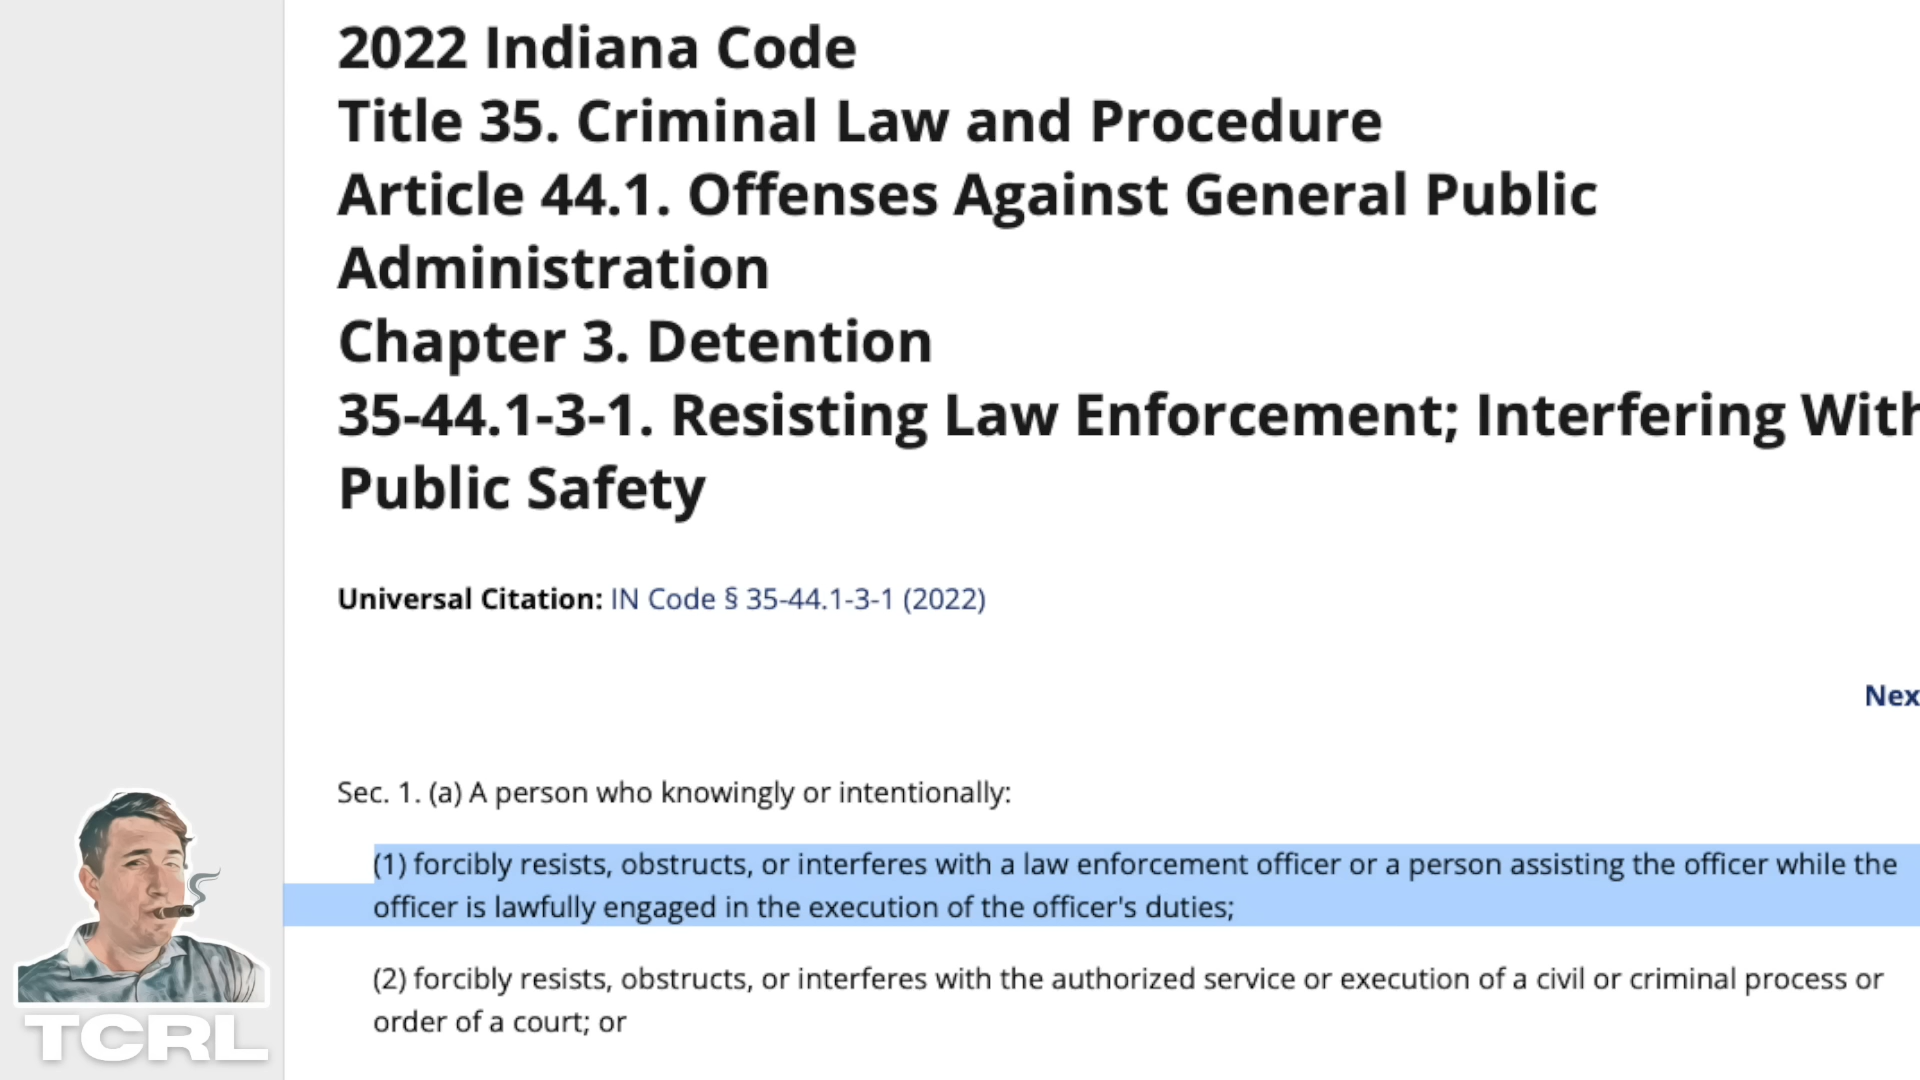 2022 Indiana Code
Title 35. Criminal Law and Procedure
Article 44.1. Offenses Against General Public
Administration
Chapter 3. Detention
35-44.1-3-1. Resisting Law Enforcement; Interfering With
Public Safety
Universal Citation: IN Code § 35-44.1-3-1 (2022)
Nex
Sec. 1. (a) A person who knowingly or intentionally:
(1) forcibly resists, obstructs, or interferes with a law enforcement officer or a person assisting the officer while the
officer is lawfully engaged in the execution of the officer's duties;
(2) forcibly resists, obstructs, or interferes with the authorized service or execution of a civil or criminal process or
order of a court; or
TCRL